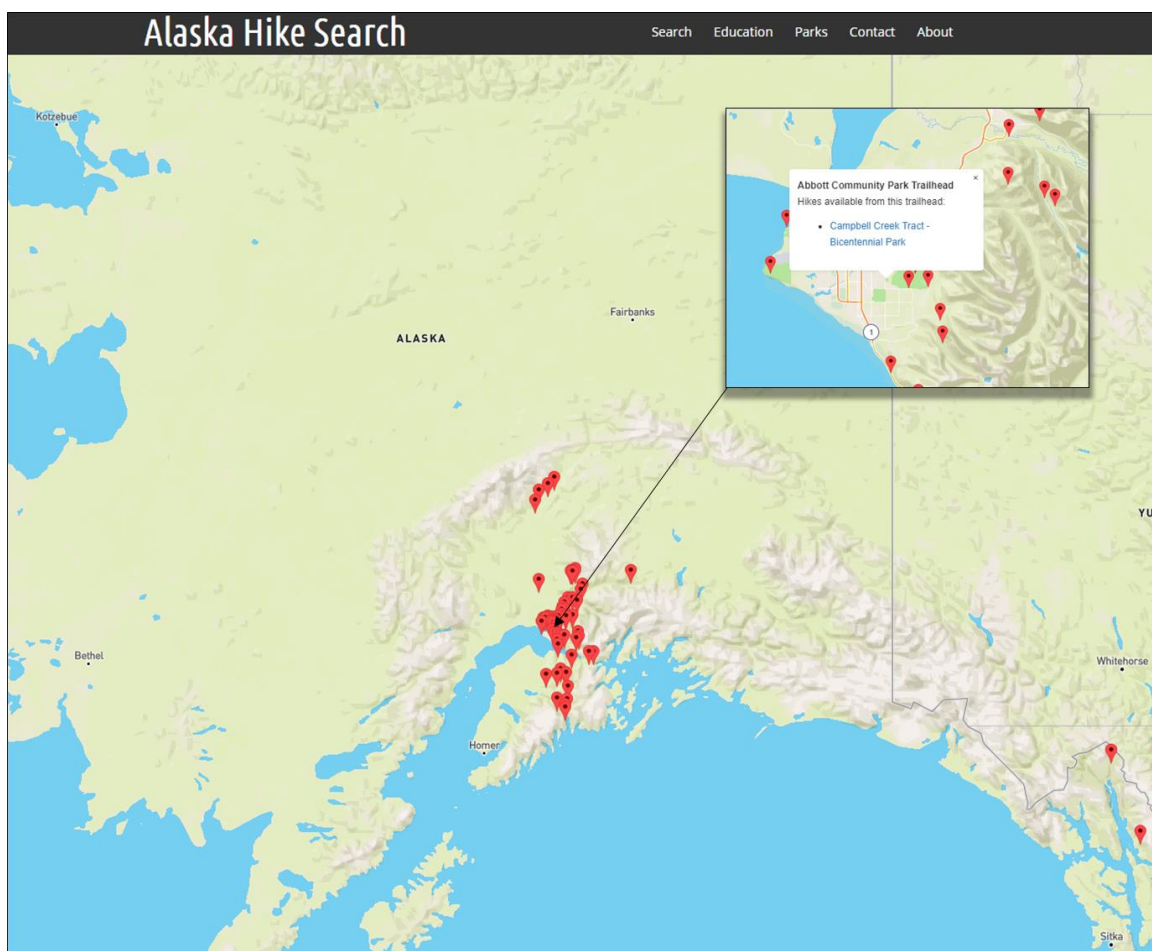 Alaska Hike Search
Search Education Parks Contact About
Kotzebue
Abbott Community Park Trailhead
×
Hikes available from this trailhead:
• Campbell Creek Tract -
Bicentennial Park
Fairbanks
1
ALASKA
YU
Bethel
Whitehorse
Homer
Sitka